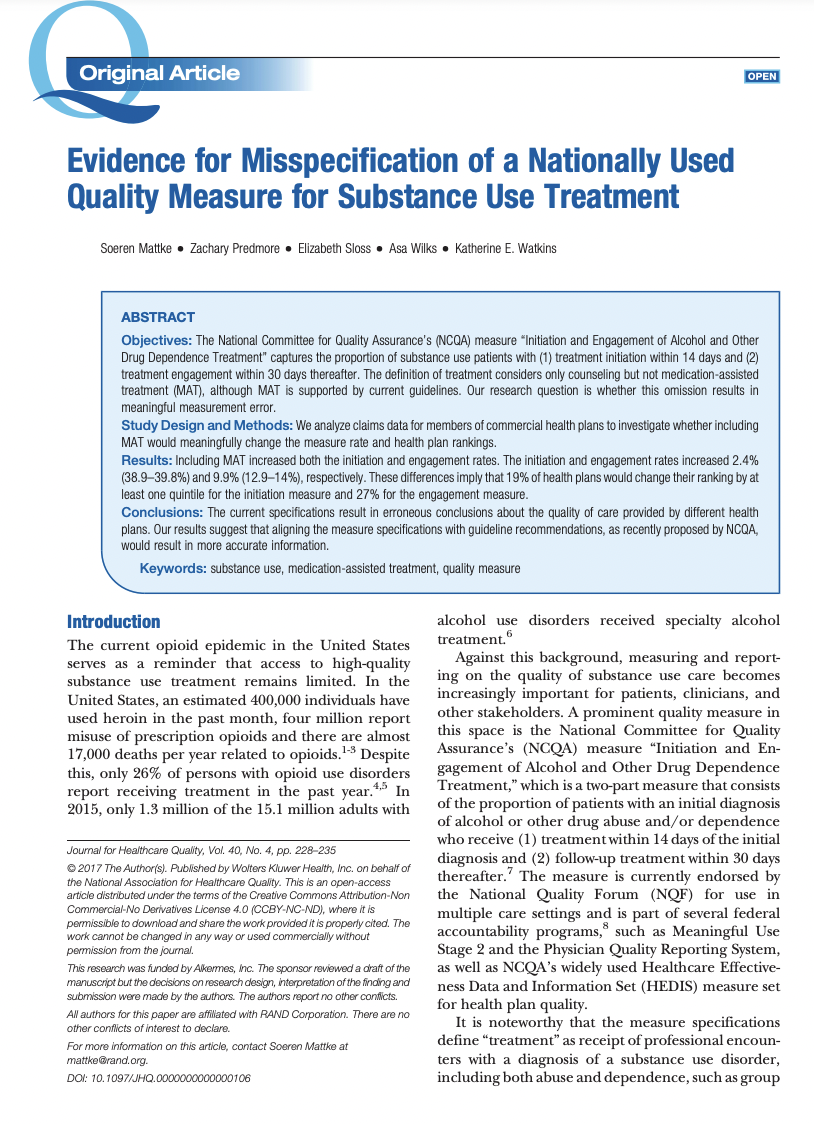 Q
Original Article
OPEN
Evidence for Misspecification of a Nationally Used
Quality Measure for Substance Use Treatment
Soeren Mattke ● Zachary Predmore ● Elizabeth Sloss ● Asa Wilks ● Katherine E. Watkins
ABSTRACT
Objectives: The National Committee for Quality Assurance's (NCQA) measure “Initiation and Engagement of Alcohol and Other
Drug Dependence Treatment” captures the proportion of substance use patients with (1) treatment initiation within 14 days and (2)
treatment engagement within 30 days thereafter. The definition of treatment considers only counseling but not medication-assisted
treatment (MAT), although MAT is supported by current guidelines. Our research question is whether this omission results in
meaningful measurement error.
Study Design and Methods: We analyze claims data for members of commercial health plans to investigate whether including
MAT would meaningfully change the measure rate and health plan rankings.
Results: Including MAT increased both the initiation and engagement rates. The initiation and engagement rates increased 2.4%
(38.9–39.8%) and 9.9% (12.9–14%), respectively. These differences imply that 19% of health plans would change their ranking by at
least one quintile for the initiation measure and 27% for the engagement measure.
Conclusions: The current specifications result in erroneous conclusions about the quality of care provided by different health
plans. Our results suggest that aligning the measure specifications with guideline recommendations, as recently proposed by NCQA,
would result in more accurate information.
Keywords: substance use, medication-assisted treatment, quality measure
Introduction
The current opioid epidemic in the United States
serves as a reminder that access to high-quality
substance use treatment remains limited. In the
United States, an estimated 400,000 individuals have
used heroin in the past month, four million report
misuse of prescription opioids and there are almost
17,000 deaths per year related to opioids.1-3 Despite
this, only 26% of persons with opioid use disorders
report receiving treatment in the past year.4,5 In
2015, only 1.3 million of the 15.1 million adults with
Journal for Healthcare Quality, Vol. 40, No. 4, pp. 228–235
© 2017 The Author(s). Published by Wolters Kluwer Health, Inc. on behalf of
the National Association for Healthcare Quality. This is an open-access
article distributed under the terms of the Creative Commons Attribution-Non
Commercial-No Derivatives License 4.0 (CCBY-NC-ND), where it is
permissible to download and share the work provided it is properly cited. The
work cannot be changed in any way or used commercially without
permission from the journal.
This research was funded by Alkermes, Inc. The sponsor reviewed a draft of the
manuscript but the decisions on research design, interpretation of the finding and
submission were made by the authors. The authors report no other conflicts.
All authors for this paper are affiliated with RAND Corporation. There are no
other conflicts of interest to declare.
For more information on this article, contact Soeren Mattke at
mattke@rand.org.
DOI: 10.1097/JHQ.0000000000000106
alcohol use disorders received specialty alcohol
treatment.6
Against this background, measuring and report-
ing on the quality of substance use care becomes
increasingly important for patients, clinicians, and
other stakeholders. A prominent quality measure in
this space is the National Committee for Quality
Assurance's (NCQA) measure “Initiation and En-
gagement of Alcohol and Other Drug Dependence
Treatment,” which is a two-part measure that consists
of the proportion of patients with an initial diagnosis
of alcohol or other drug abuse and/or dependence
who receive (1) treatment within 14 days of the initial
diagnosis and (2) follow-up treatment within 30 days
thereafter.7 The measure is currently endorsed by
the National Quality Forum (NQF) for use in
multiple care settings and is part of several federal
accountability programs,8 such as Meaningful Use
Stage 2 and the Physician Quality Reporting System,
as well as NCQA's widely used Healthcare Effective-
ness Data and Information Set (HEDIS) measure set
for health plan quality.
It is noteworthy that the measure specifications
define “treatment” as receipt of professional encoun-
ters with a diagnosis of a substance use disorder,
including both abuse and dependence, such as group